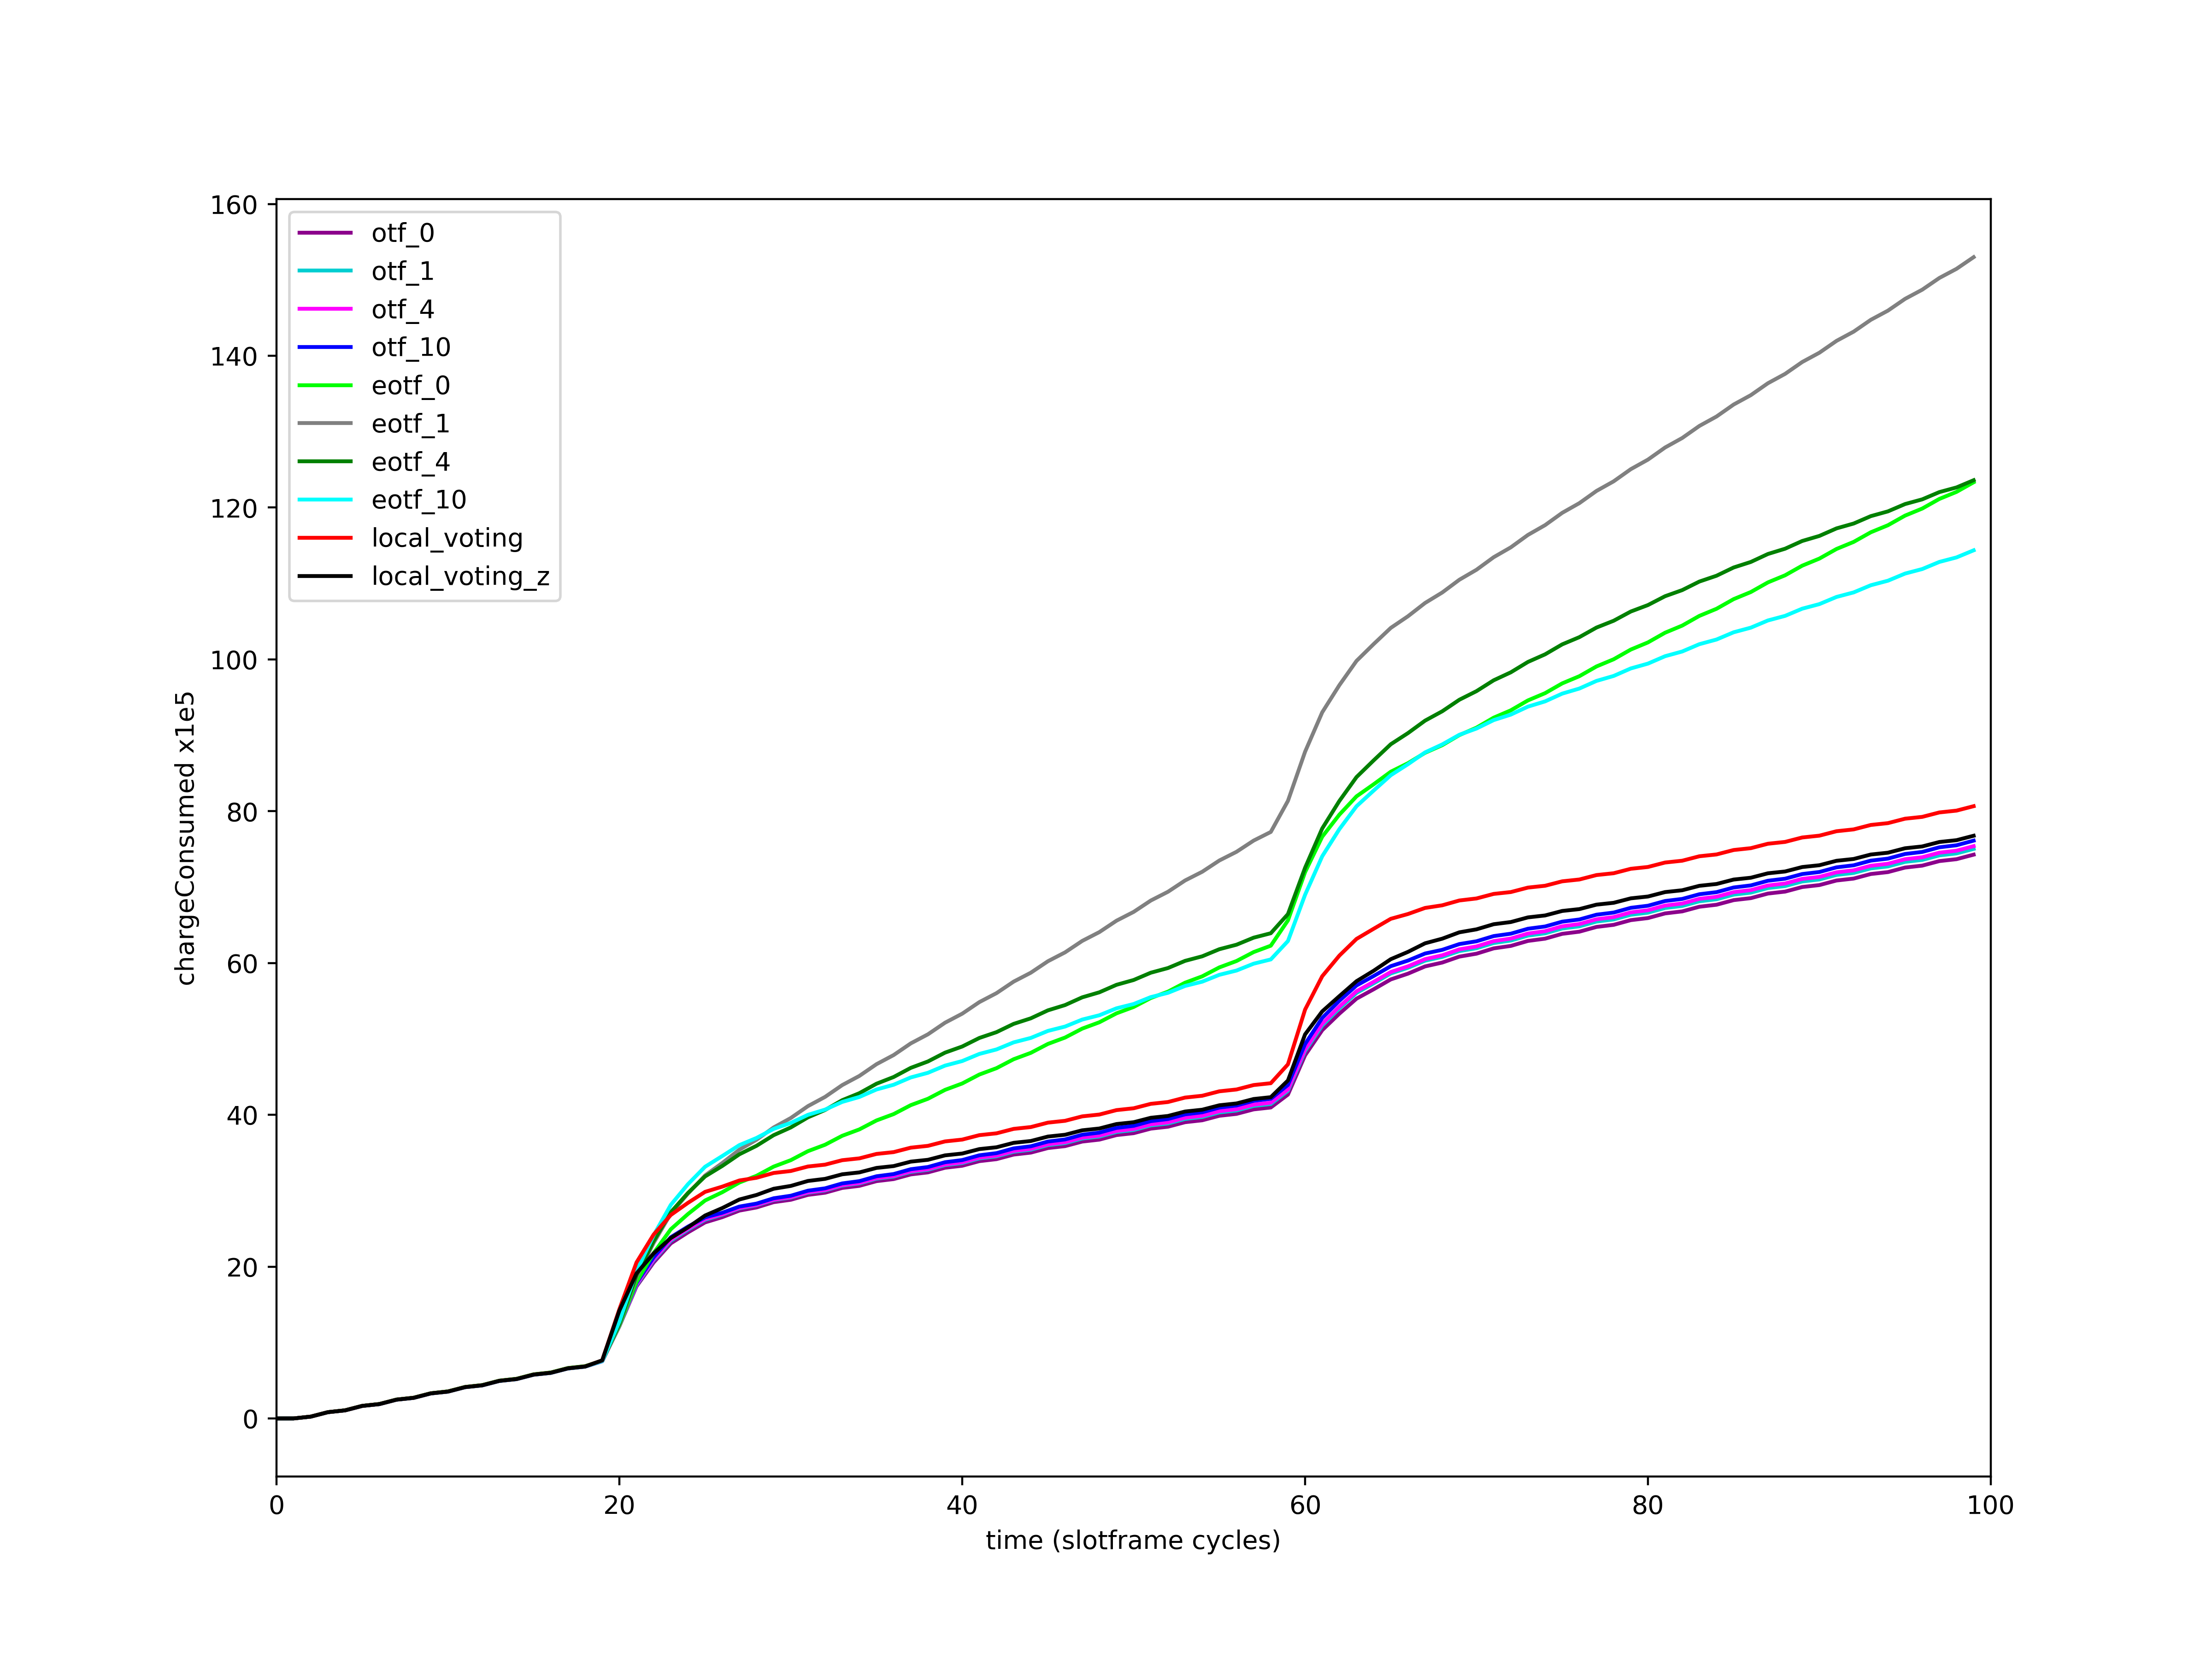 160
140
120
100
80
60
40
20
0
chargeConsumed x1e5
otf_0
otf_1
otf_4
otf_10
eotf_0
eotf_1
eotf_4
eotf_10
local_voting
local_voting_z
0 20 40 60 80 100
time (slotframe cycles)